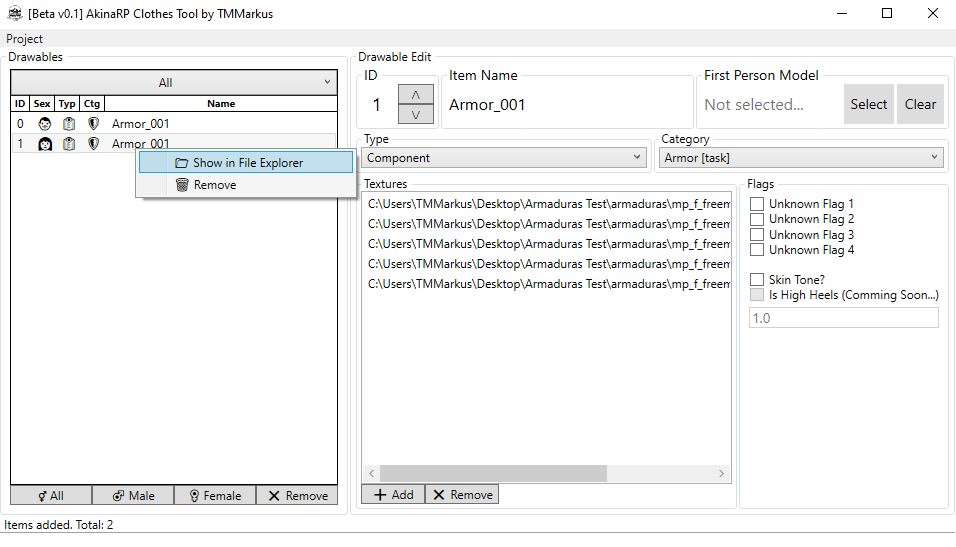 [Beta v0.1] AkinaRP Clothes Tool by TMMarkus
Project
Drawables
All
ID Sex Typ Ctg Name
0 Armor_001
1 Armor_001
Show in File Explorer
Remove
All
Male
Female
Remove
Drawable Edit
ID
1
Item Name
Armor_001
First Person Model
Not selected...
Select
Clear
Type
Component
Category
Armor [task]
Textures
C:\Users\TMMarkus\Desktop\Armaduras Test\armaduras\mp_f_freem
C:\Users\TMMarkus\Desktop\Armaduras Test\armaduras\mp_f_freem
C:\Users\TMMarkus\Desktop\Armaduras Test\armaduras\mp_f_freem
C:\Users\TMMarkus\Desktop\Armaduras Test\armaduras\mp_f_freem
C:\Users\TMMarkus\Desktop\Armaduras Test\armaduras\mp_f_freem
Add
Remove
Flags
Unknown Flag 1
Unknown Flag 2
Unknown Flag 3
Unknown Flag 4
Skin Tone?
Is High Heels (Comming Soon...)
1.0
Items added. Total: 2